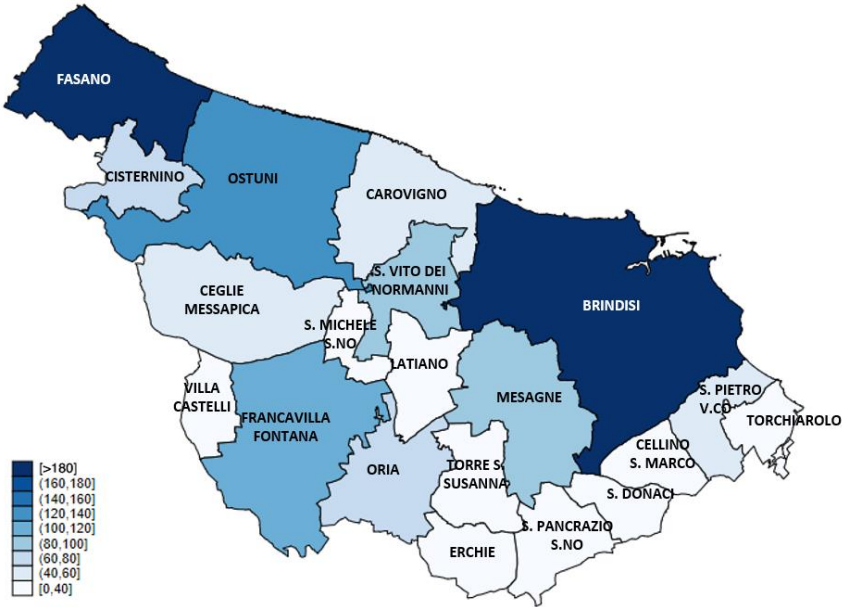 FASANO
CISTERNINO
OSTUNI
CAROVIGNO
S. VITO DEI
NORMANNI
CEGLIE
MESSAPICA
S. MICHELE
S.NO
BRINDISI
LATIANO
VILLA
CASTELLI
FRANCAVILLA
FONTANA
MESAGNE
S. PIETRO
V.CO
TORCHIAROLO
CELLINO
S. MARCO
ORIA
TORRE S.
SUSANNA
S. DONACI
S. PANCRAZIO
S.NO
ERCHIE
[>180]
(160,180]
(140,160]
(120,140]
(100,120]
(80,100]
(60,80]
(40,60]
[0,40]